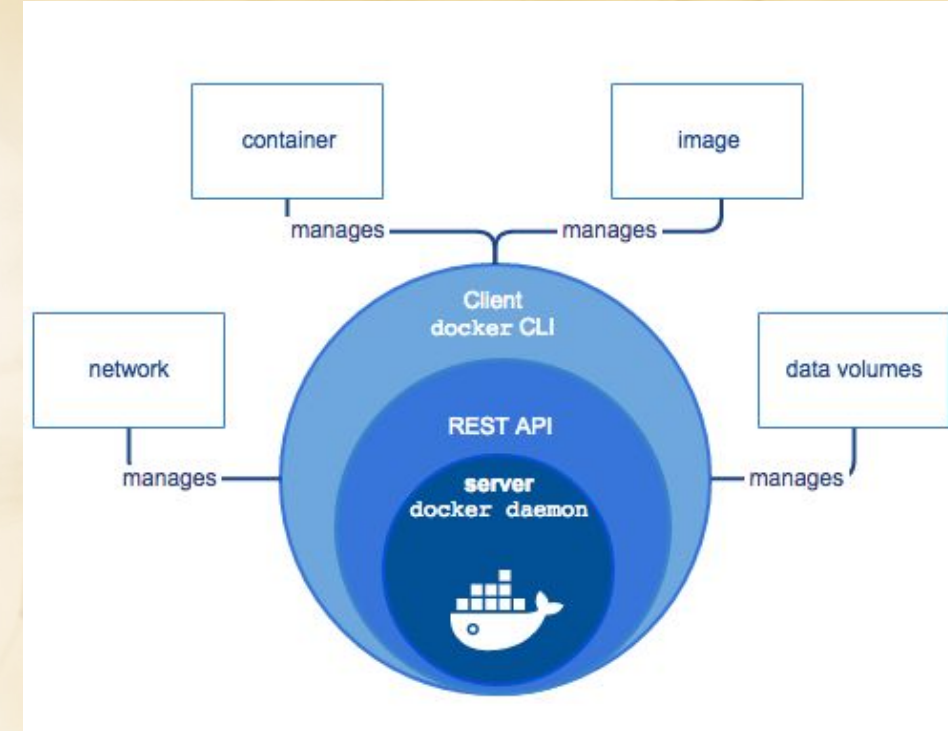 container
image
manages
manages
Client
docker CLI
network
data volumes
REST API
manages
manages
server
docker daemon